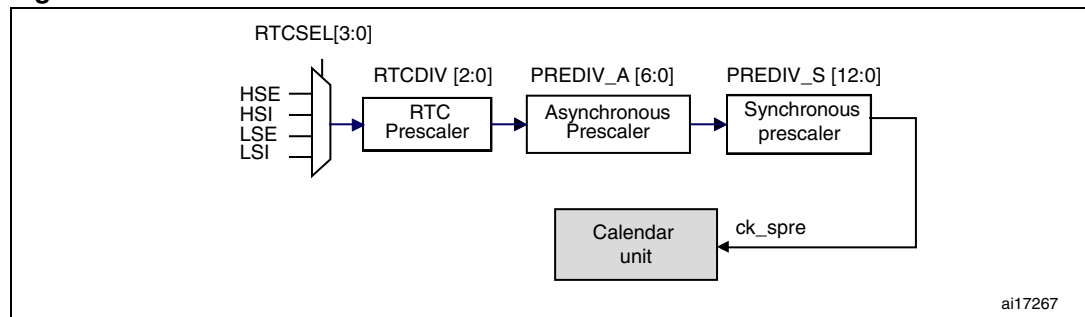 RTCSEL[3:0]
RTCDIV [2:0]
PREDIV_A [6:0]
PREDIV_S [12:0]
HSE
HSI
LSE
LSI
RTC
Prescaler
Asynchronous
Prescaler
Synchronous
prescaler
Calendar
unit
ck_spre
ai17267